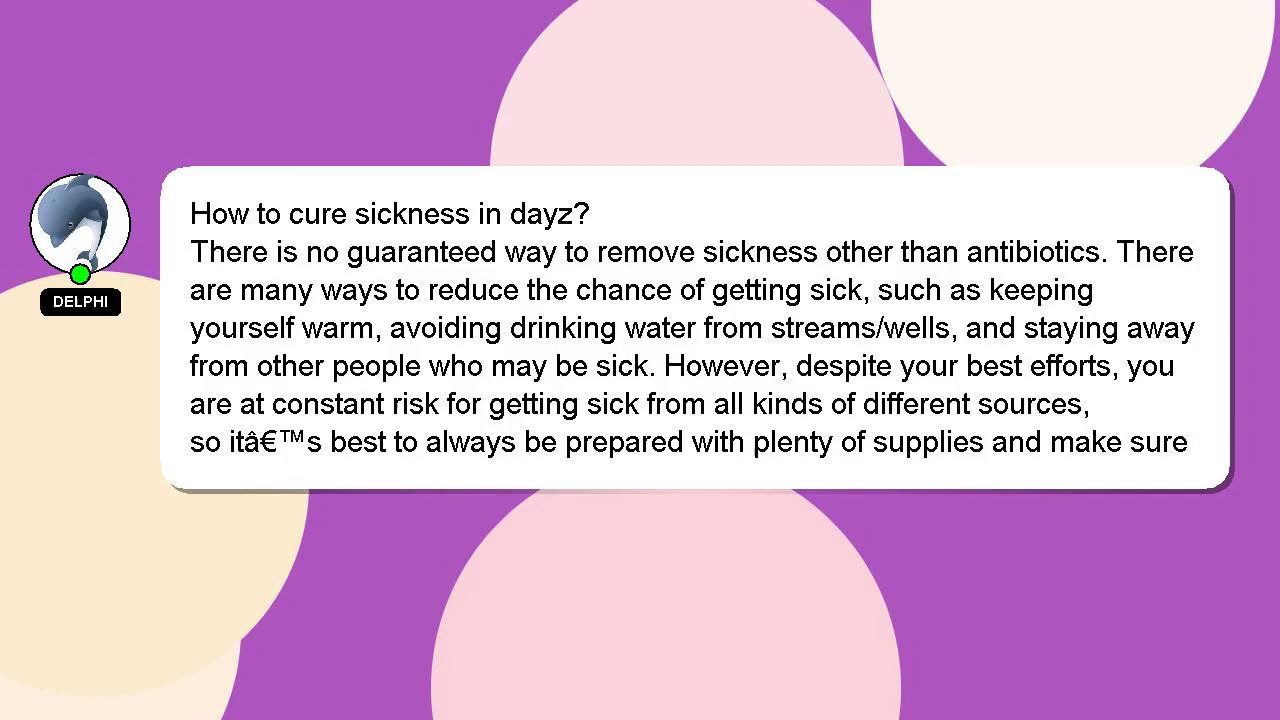 How to cure sickness in dayz?
There is no guaranteed way to remove sickness other than antibiotics. There
are many ways to reduce the chance of getting sick, such as keeping
yourself warm, avoiding drinking water from streams/wells, and staying away
from other people who may be sick. However, despite your best efforts, you
are at constant risk for getting sick from all kinds of different sources,
so itâ€™s best to always be prepared with plenty of supplies and make sure
DELPHI